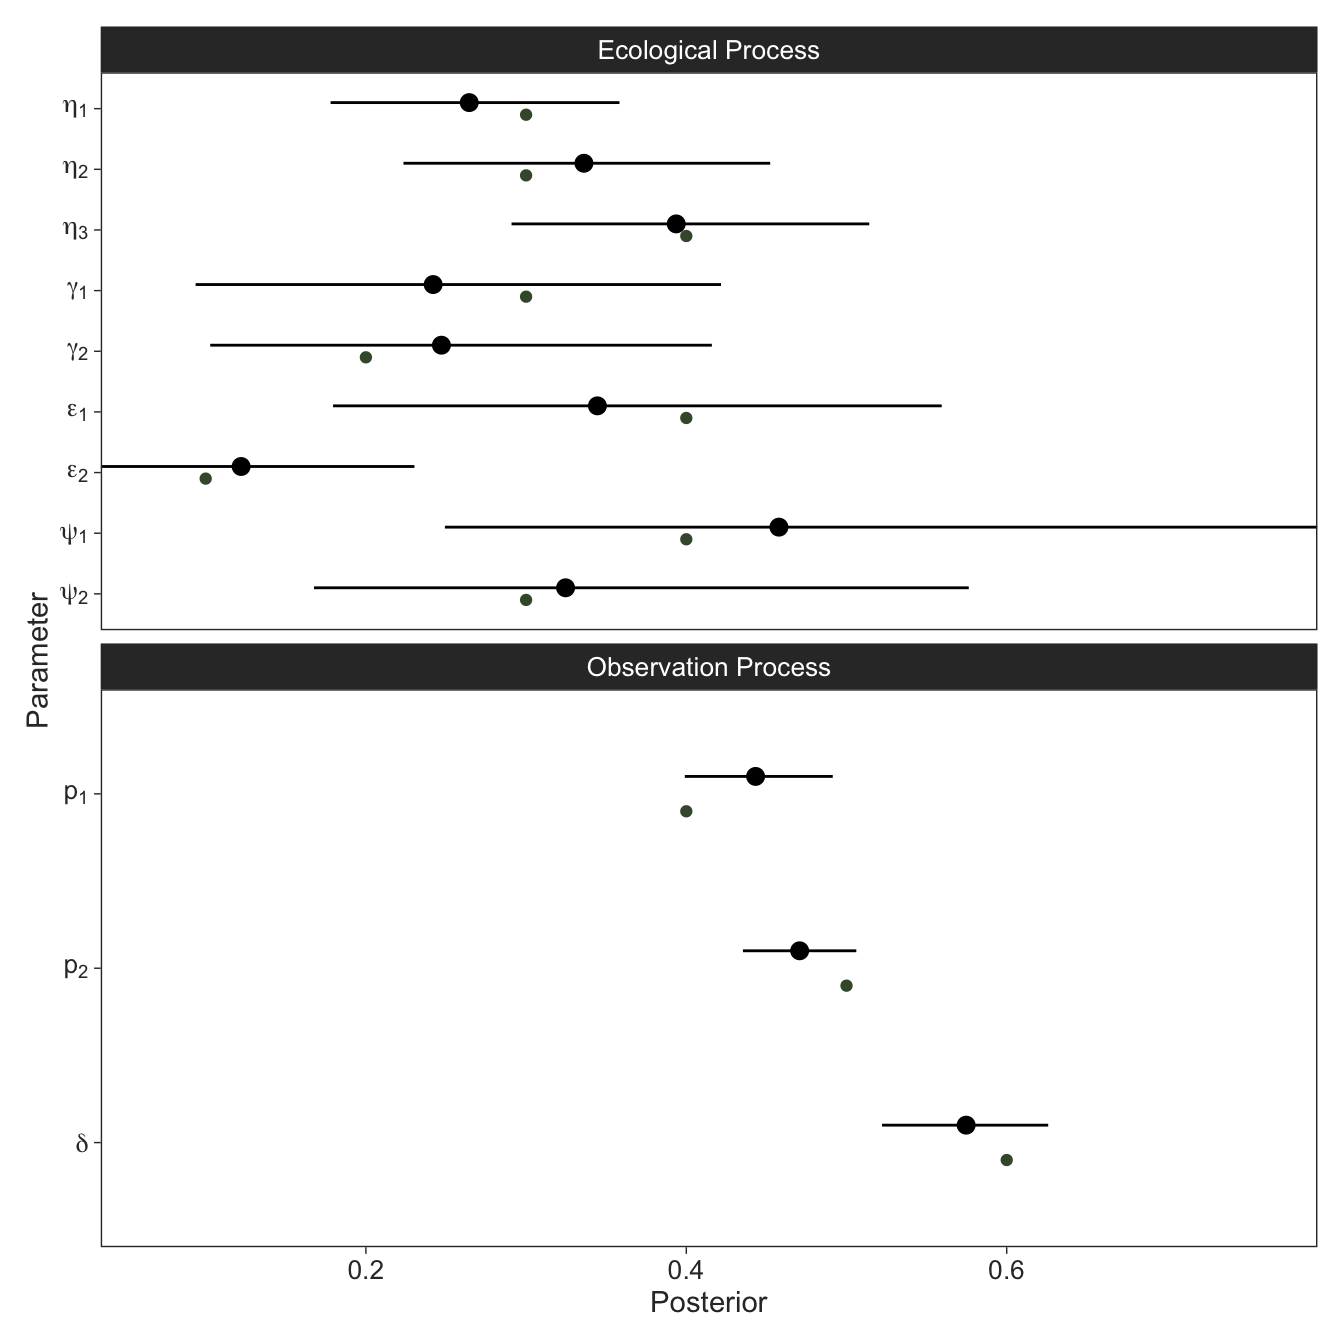 Ecological Process
η1
η2
η3
γ1
γ2
ε1
ε2
ψ1
ψ2
Parameter
Observation Process
p1
p2
δ
0.2 0.4 0.6
Posterior